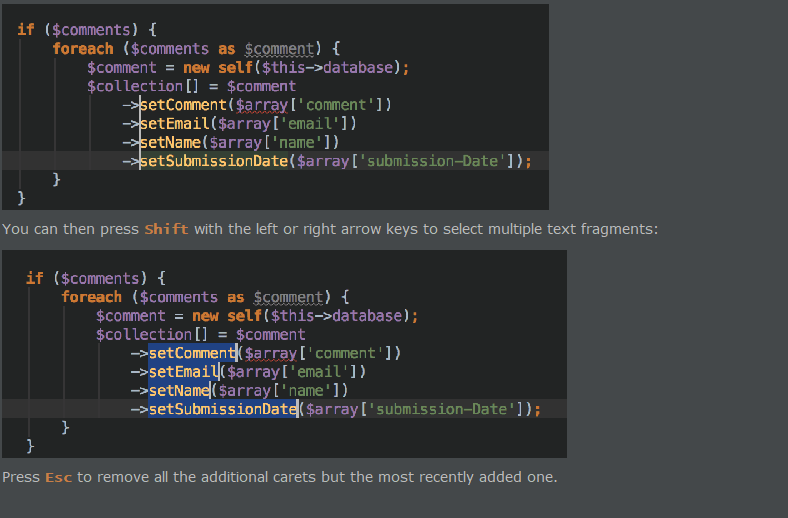 if ($comments) {
foreach ($comments as $comment) {
$comment = new self($this->database);
$collection[] = $comment
->setComment($array['comment'])
->setEmail($array['email'])
->setName($array['name'])
->setSubmissionDate($array['submission-Date']);
}
}
You can then press Shift with the left or right arrow keys to select multiple text fragments:
if ($comments) {
foreach ($comments as $comment) {
$comment = new self($this->database);
$collection[] = $comment
->setComment($array['comment'])
->setEmail($array['email'])
->setName($array['name'])
->setSubmissionDate($array['submission-Date']);
}
}
Press Esc to remove all the additional carets but the most recently added one.